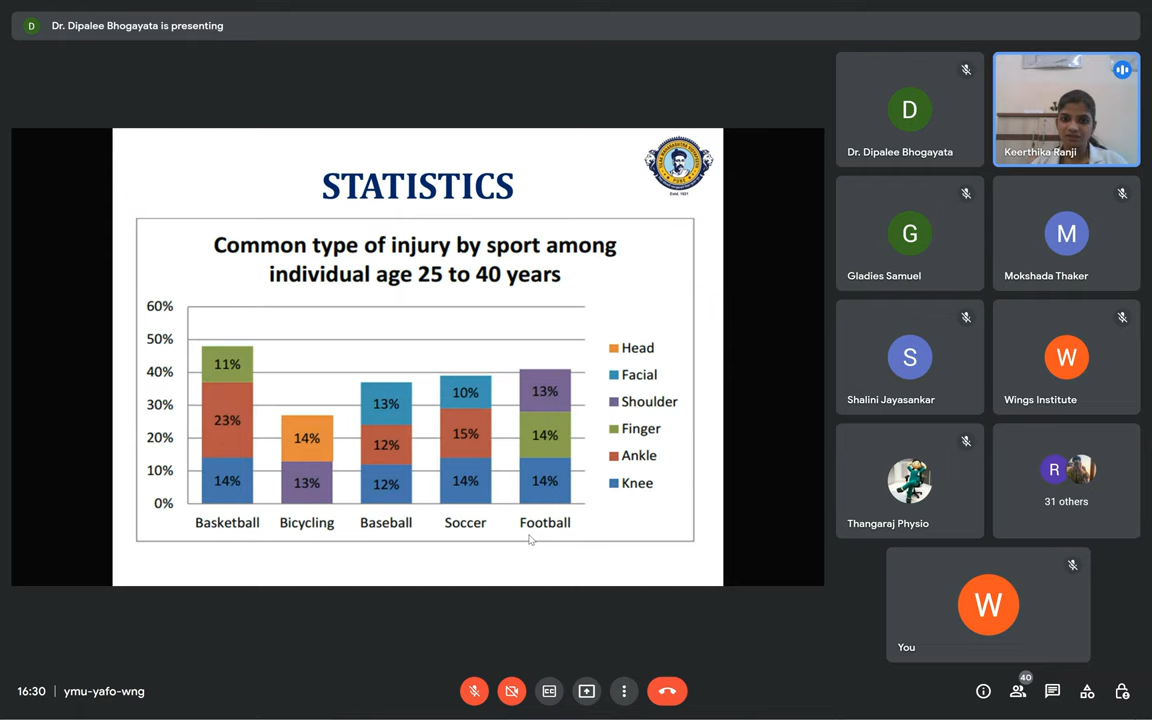 D Dr. Dipalee Bhogayata is presenting
STATISTICS
Common type of injury by sport among
individual age 25 to 40 years
60%
50%
40%
30%
20%
10%
0%
11%
23%
14%
14%
13%
13%
12%
12%
10%
15%
14%
13%
14%
14%
Basketball Bicycling Baseball Soccer Football
Head
Facial
Shoulder
Finger
Ankle
Knee
D
Dr. Dipalee Bhogayata
Keerthika Ranji
G
Gladies Samuel
M
Mokshada Thaker
S
Shalini Jayasankar
W
Wings Institute
Thangaraj Physio
R
31 others
W
You
16:30 | ymu-yafo-wng
CC
40